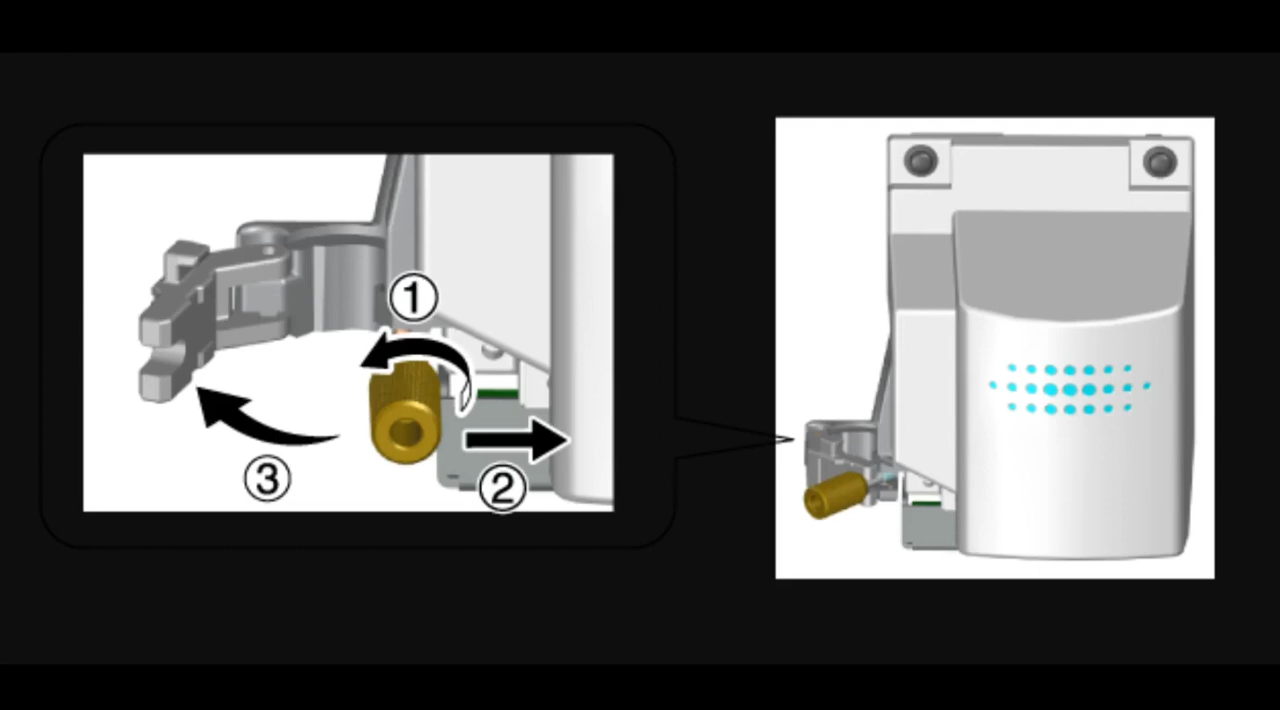 ①
③
②